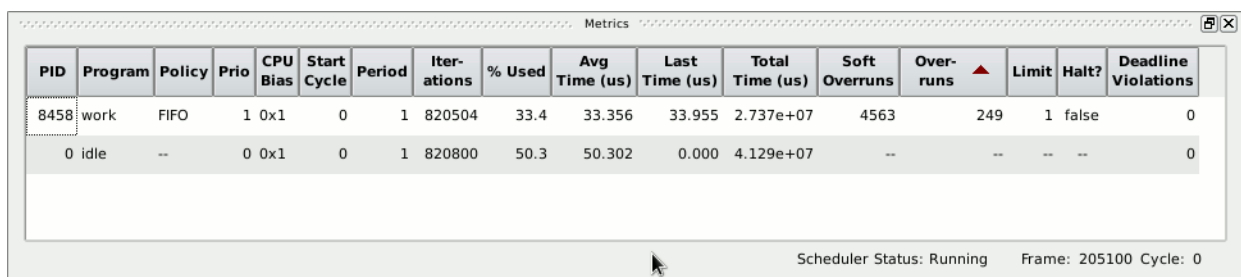 Metrics
PID Program Policy Prio CPU Bias Start Cycle Period Iter-ations % Used Avg Time (us) Last Time (us) Total Time (us) Soft Overruns Over-runs Limit Halt? Deadline Violations
8458 work FIFO 1 0x1 0 1 820504 33.4 33.356 33.955 2.737e+07 4563 249 1 false 0
0 idle -- 0 0x1 0 1 820800 50.3 50.302 0.000 4.129e+07 -- -- -- -- 0
Scheduler Status: Running Frame: 205100 Cycle: 0